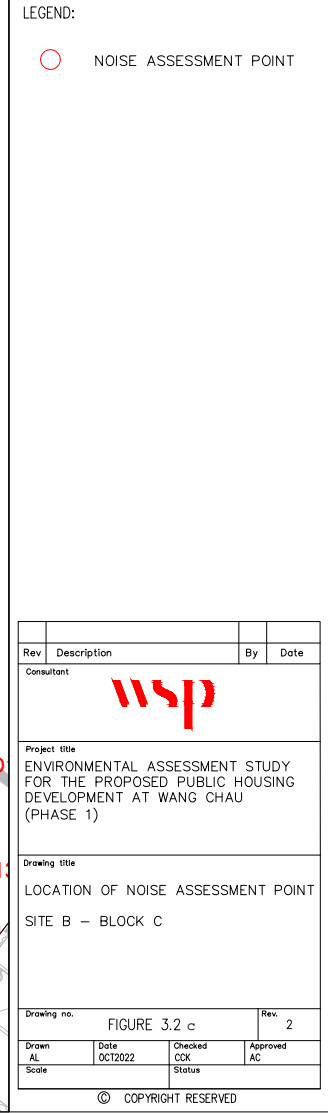 LEGEND:
NOISE ASSESSMENT POINT
Rev Description By Date
Consultant
wsp
Project title
ENVIRONMENTAL ASSESSMENT STUDY
FOR THE PROPOSED PUBLIC HOUSING
DEVELOPMENT AT WANG CHAU
(PHASE 1)
Drawing title
LOCATION OF NOISE ASSESSMENT POINT
SITE B – BLOCK C
Drawing no. Rev.
FIGURE 3.2 c 2
Drawn Date Checked Approved
AL OCT2022 CCK AC
Scale Status
© COPYRIGHT RESERVED